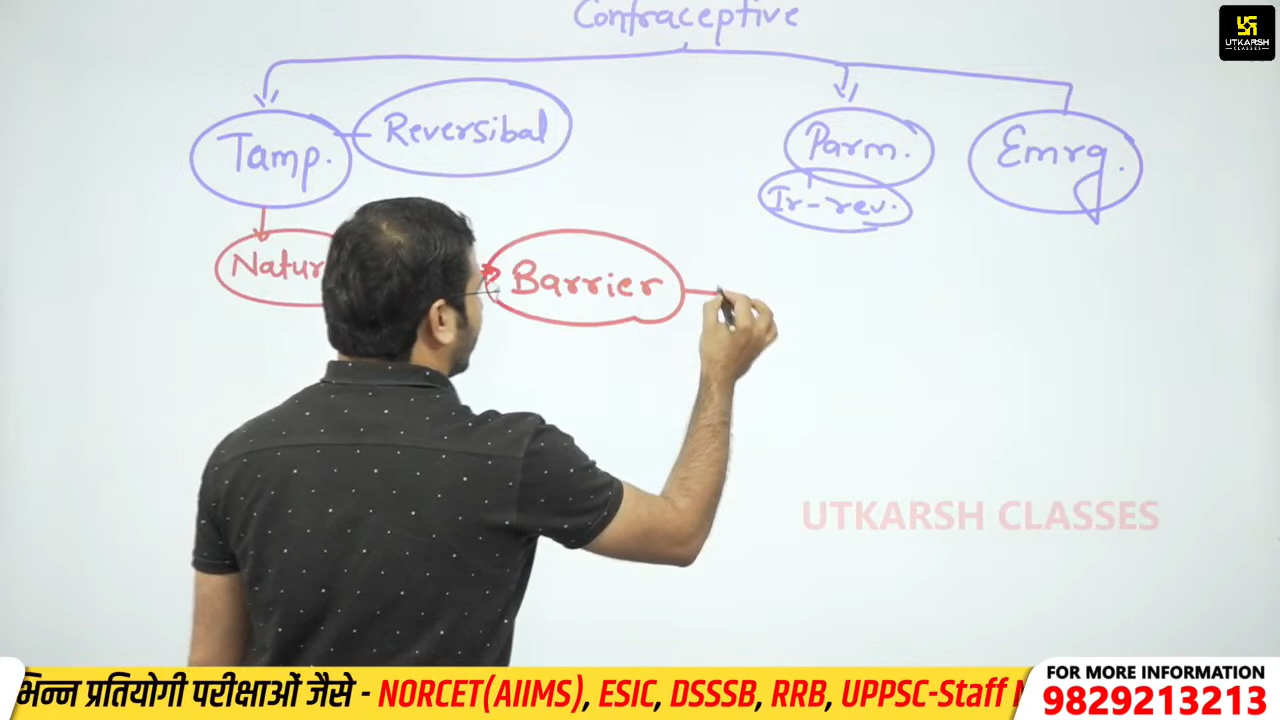 Contraceptive
UTKARSH
CLASSES
Tamp.
Reversibal
Parm.
Ir-rev.
Emrg.
Natur
Barrier
UTKARSH CLASSES
भिन्न प्रतियोगी परीक्षाओं जैसे - NORCET(AIIMS), ESIC, DSSSB, RRB, UPPSC-Staff
FOR MORE INFORMATION
9829213213